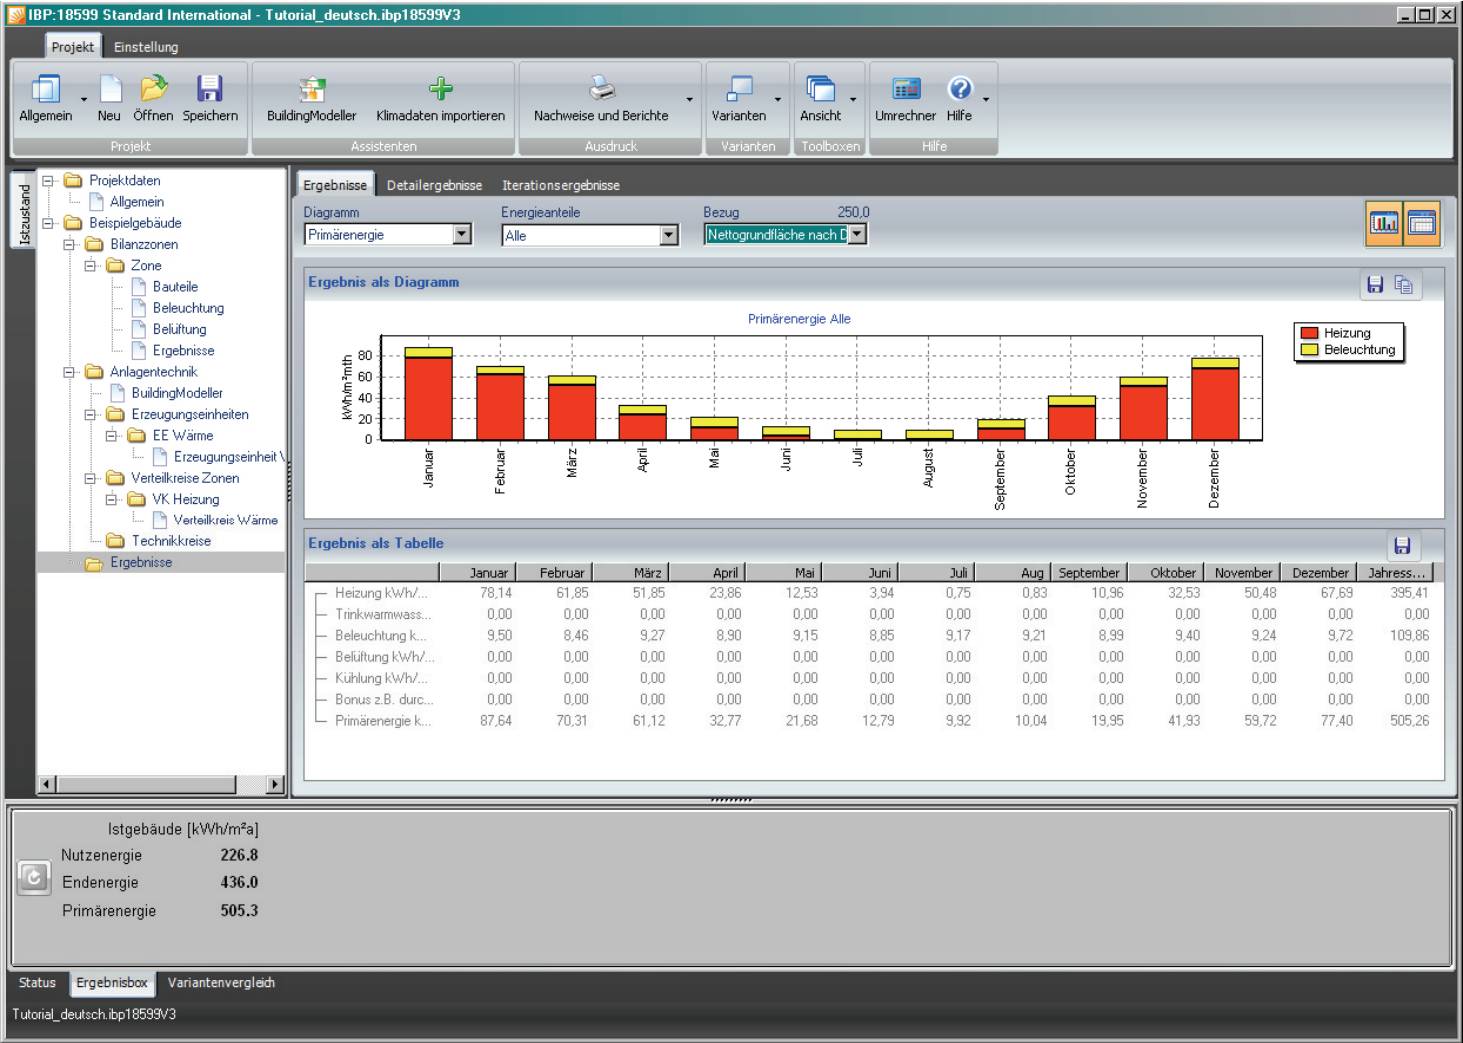 IBP:18599 Standard International - Tutorial_deutsch.ibp18599V3
Projekt Einstellung
Allgemein Neu Öffnen Speichern BuildingModeller Klimadaten importieren Nachweise und Berichte Varianten Ansicht Umrechner Hilfe
Projekt Assistenten Ausdruck Varianten Toolboxen Hilfe
Istzustand
Projektdaten
Allgemein
Beispielgebäude
Bilanzzonen
Zone
Bauteile
Beleuchtung
Belüftung
Ergebnisse
Anlagentechnik
BuildingModeller
Erzeugungseinheiten
EE Wärme
Erzeugungseinheit
Verteilkreise Zonen
VK Heizung
Verteilkreis Wärme
Technikkreise
Ergebnisse
Ergebnisse Detailergebnisse Iterationsergebnisse
Diagramm Energieanteile Bezug 250,0
Primärenergie Alle Nettogrundfläche nach D
Ergebnis als Diagramm
Primärenergie Alle
kWh/m²mth
80
60
40
20
0
Januar Februar März April Mai Juni Juli August September Oktober November Dezember
Heizung
Beleuchtung
Ergebnis als Tabelle
Januar Februar März April Mai Juni Juli Aug September Oktober November Dezember Jahress...
Heizung kWh/... 78,14 61,85 51,85 23,86 12,53 3,94 0,75 0,83 10,96 32,53 50,48 67,69 395,41
Trinkwarmwass... 0,00 0,00 0,00 0,00 0,00 0,00 0,00 0,00 0,00 0,00 0,00 0,00 0,00
Beleuchtung k... 9,50 8,46 9,27 8,90 9,15 8,85 9,17 9,21 8,99 9,40 9,24 9,72 109,86
Belüftung kWh/... 0,00 0,00 0,00 0,00 0,00 0,00 0,00 0,00 0,00 0,00 0,00 0,00 0,00
Kühlung kWh/... 0,00 0,00 0,00 0,00 0,00 0,00 0,00 0,00 0,00 0,00 0,00 0,00 0,00
Bonus z.B. durc... 0,00 0,00 0,00 0,00 0,00 0,00 0,00 0,00 0,00 0,00 0,00 0,00 0,00
Primärenergie k... 87,64 70,31 61,12 32,77 21,68 12,79 9,92 10,04 19,95 41,93 59,72 77,40 505,26
Istgebäude [kWh/m²a]
Nutzenergie 226.8
Endenergie 436.0
Primärenergie 505.3
Status Ergebnisbox Variantenvergleich
Tutorial_deutsch.ibp18599V3